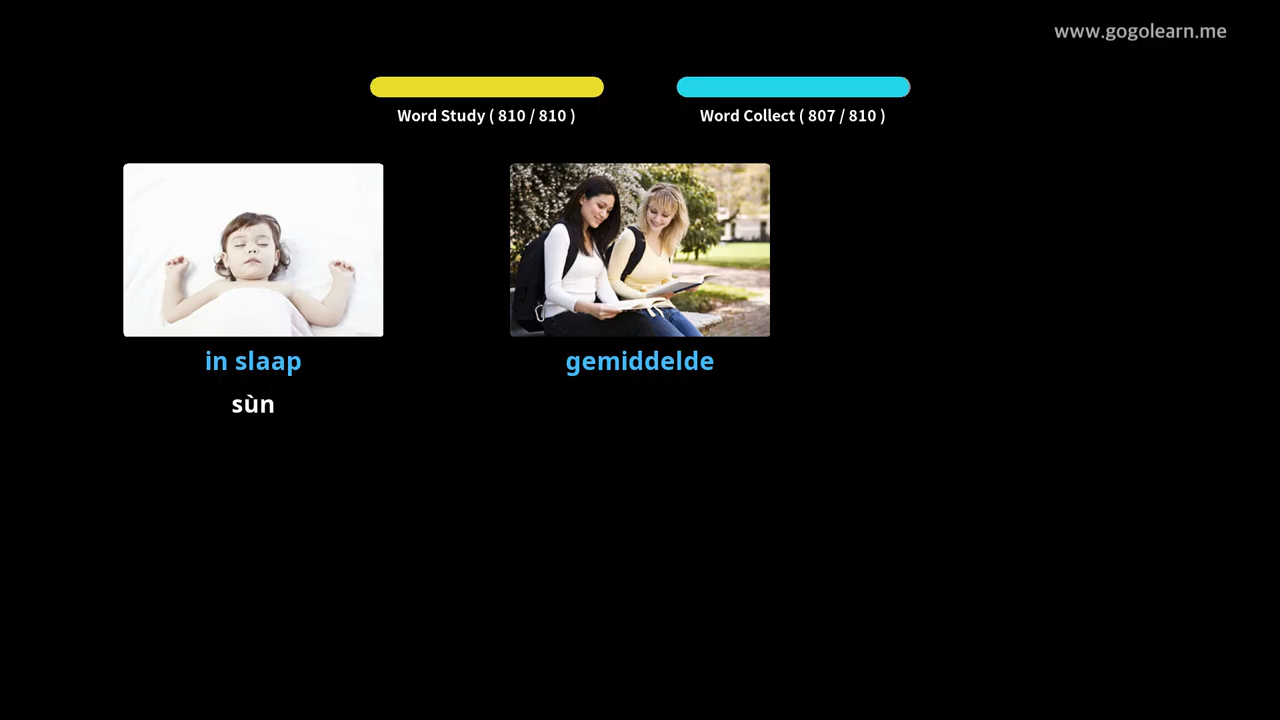 www.gogolearn.me
Word Study ( 810 / 810 )
Word Collect ( 807 / 810 )
in slaap
gemiddelde
sùn